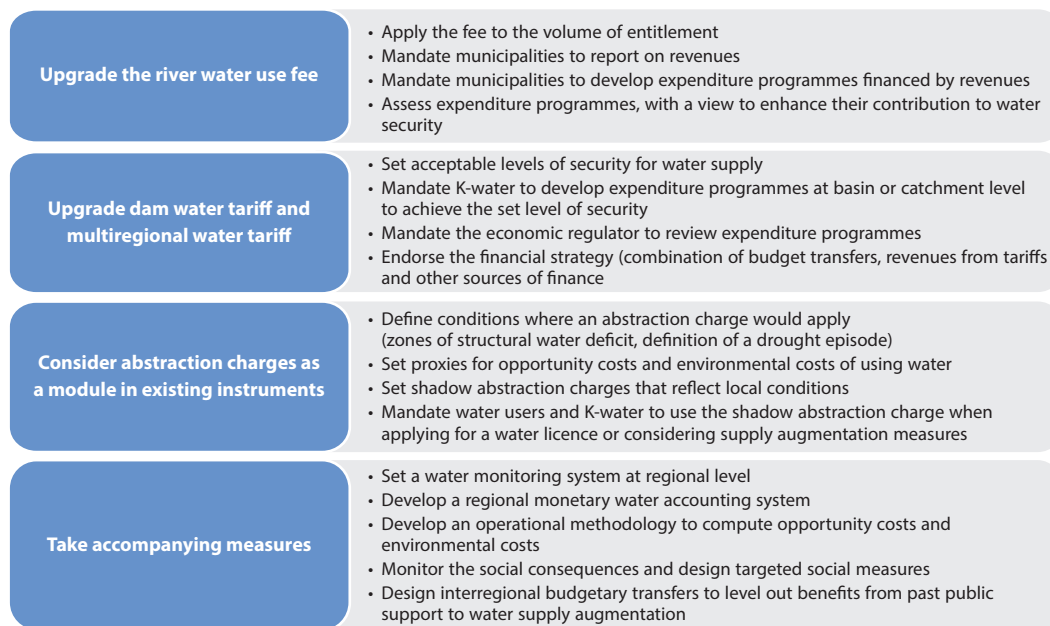 Upgrade the river water use fee
• Apply the fee to the volume of entitlement
• Mandate municipalities to report on revenues
• Mandate municipalities to develop expenditure programmes financed by revenues
• Assess expenditure programmes, with a view to enhance their contribution to water
security
Upgrade dam water tariff and
multiregional water tariff
• Set acceptable levels of security for water supply
• Mandate K-water to develop expenditure programmes at basin or catchment level
to achieve the set level of security
• Mandate the economic regulator to review expenditure programmes
• Endorse the financial strategy (combination of budget transfers, revenues from tariffs
and other sources of finance
Consider abstraction charges as
a module in existing instruments
• Define conditions where an abstraction charge would apply
(zones of structural water deficit, definition of a drought episode)
• Set proxies for opportunity costs and environmental costs of using water
• Set shadow abstraction charges that reflect local conditions
• Mandate water users and K-water to use the shadow abstraction charge when
applying for a water licence or considering supply augmentation measures
Take accompanying measures
• Set a water monitoring system at regional level
• Develop a regional monetary water accounting system
• Develop an operational methodology to compute opportunity costs and
environmental costs
• Monitor the social consequences and design targeted social measures
• Design interregional budgetary transfers to level out benefits from past public
support to water supply augmentation